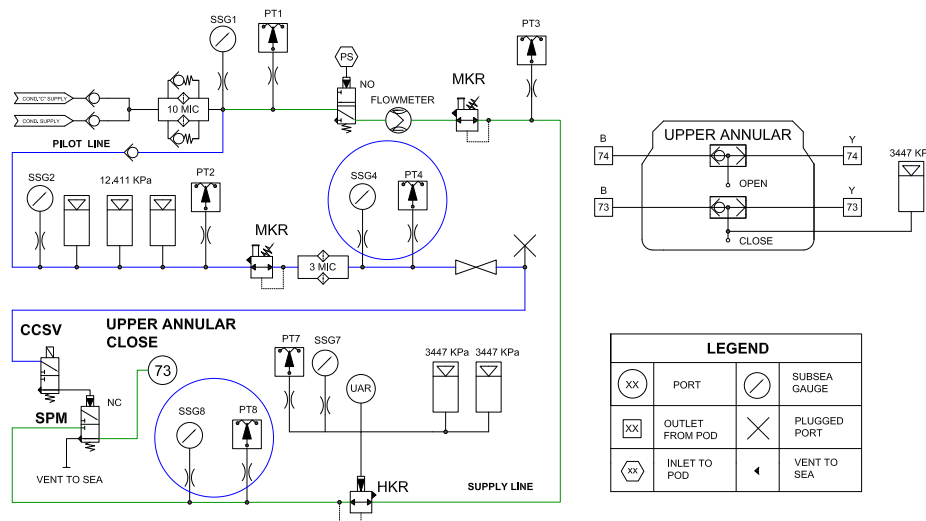 SSG1
PT1
PT3
PS
NO
MKR
FLOWMETER
COND."C" SUPPLY
COND. SUPPLY
10 MIC
PILOT LINE
UPPER ANNULAR
B
Y
74
74
OPEN
B
Y
73
73
CLOSE
3447 KP
SSG2
12.411 KPa
PT2
SSG4
PT4
MKR
3 MIC
CCSV
UPPER ANNULAR
CLOSE
73
SPM
NC
VENT TO SEA
SSG8
PT8
PT7
SSG7
UAR
3447 KPa
3447 KPa
HKR
SUPPLY LINE
LEGEND
XX
PORT
SUBSEA
GAUGE
XX
OUTLET
FROM POD
PLUGGED
PORT
XX
INLET TO
POD
VENT TO
SEA